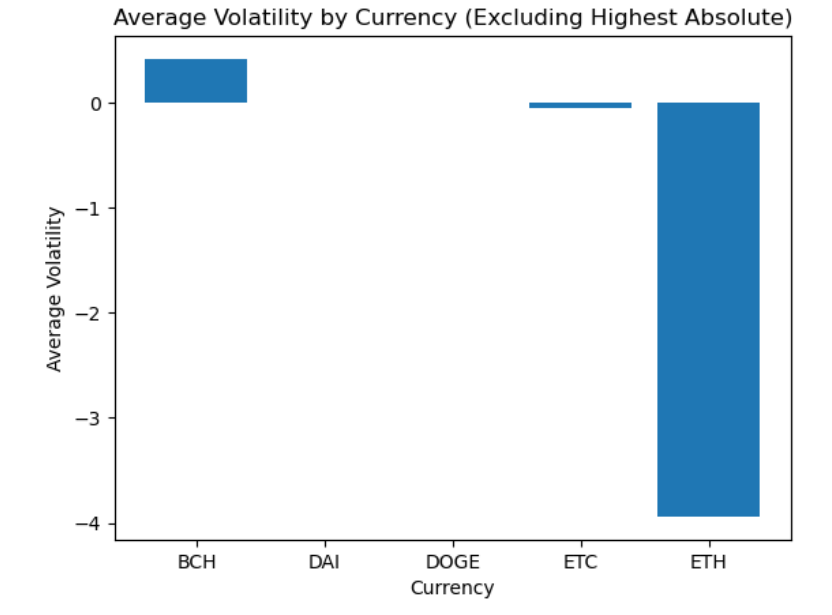 Average Volatility by Currency (Excluding Highest Absolute)
Average Volatility
0
−1
−2
−3
−4
BCH DAI DOGE ETC ETH
Currency